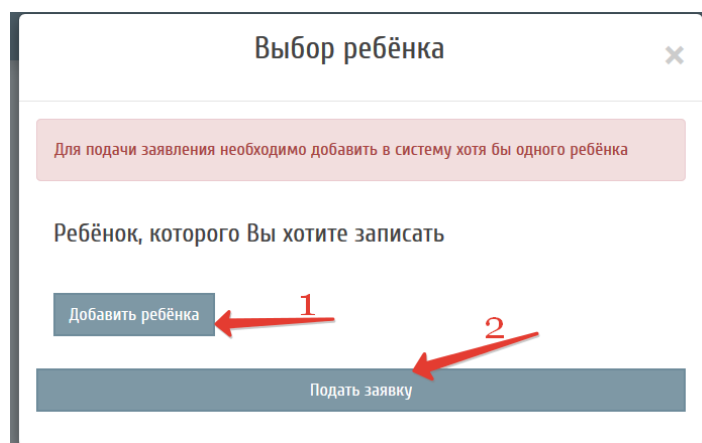 Выбор ребёнка
×
Для подачи заявления необходимо добавить в систему хотя бы одного ребёнка
Ребёнок, которого Вы хотите записать
Добавить ребёнка
1
2
Подать заявку